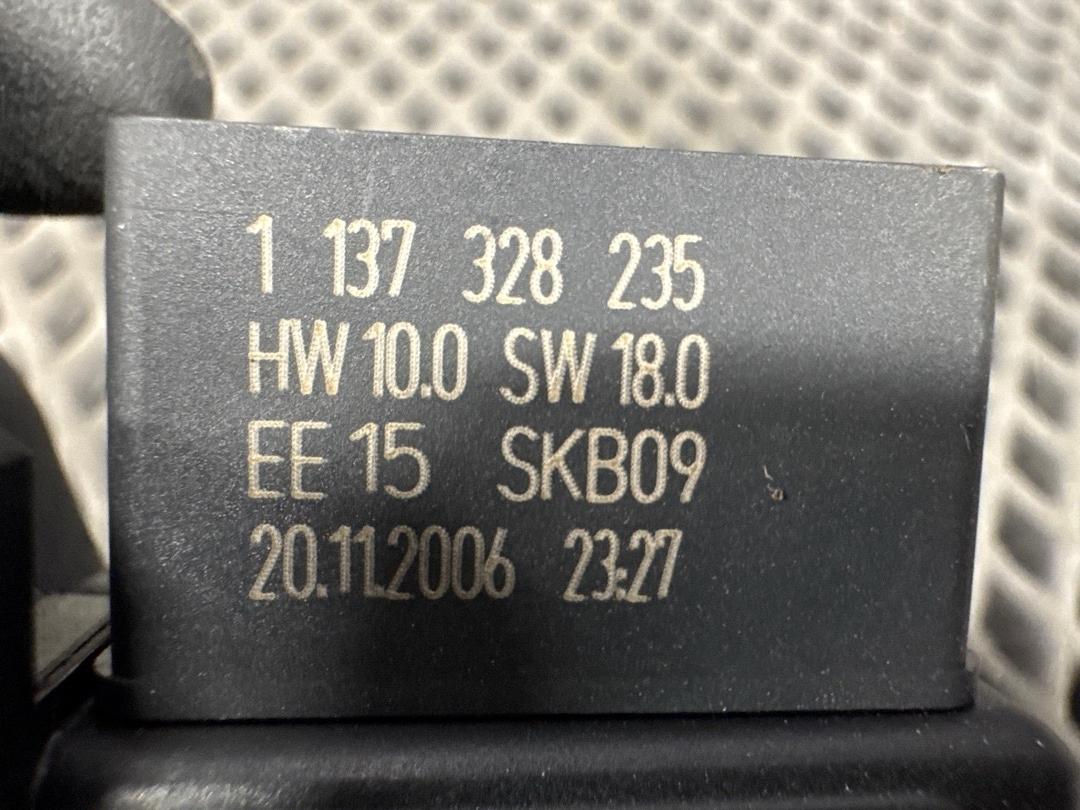 1 137 328 235
HW 10.0 SW 18.0
EE 15 SKB09
20.11.2006 23:27